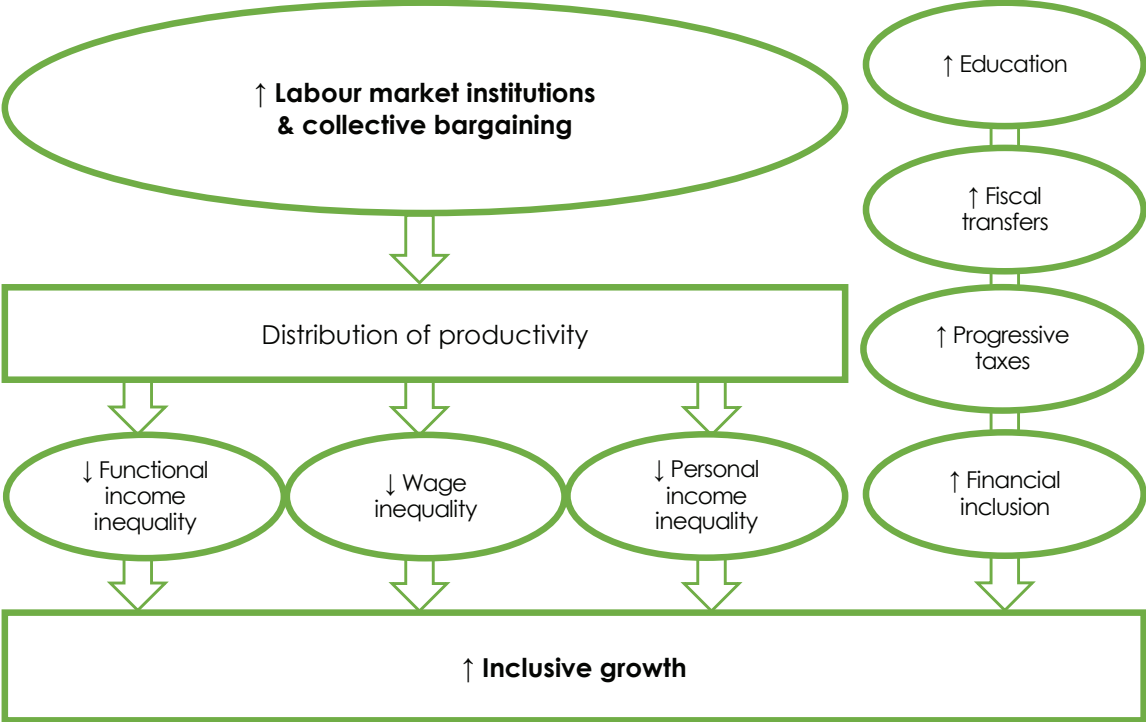 ↑ Labour market institutions
& collective bargaining
Distribution of productivity
↓ Functional
income
inequality
↓ Wage
inequality
↓ Personal
income
inequality
↑ Education
↑ Fiscal
transfers
↑ Progressive
taxes
↑ Financial
inclusion
↑ Inclusive growth